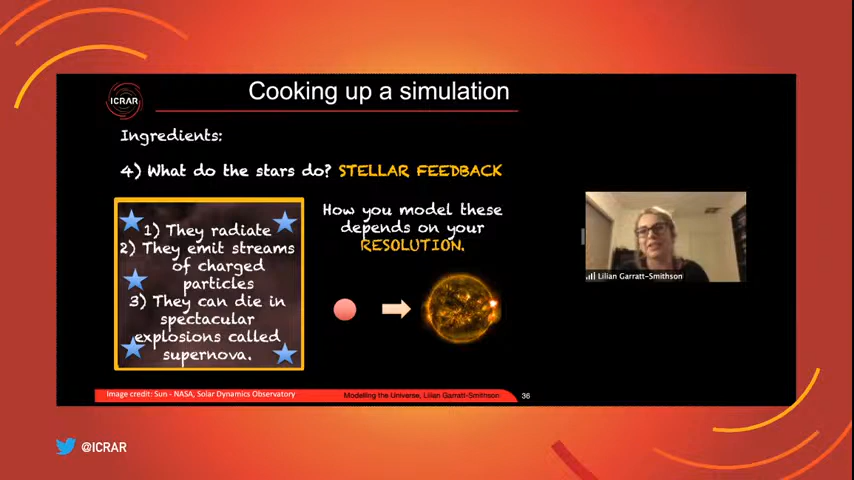 ICRAR
Cooking up a simulation
Ingredients:
4) What do the stars do? STELLAR FEEDBACK
1) They radiate
2) They emit streams
of charged
particles
3) They can die in
spectacular
explosions called
supernova.
How you model these
depends on your
RESOLUTION.
Lilian Garratt-Smithson
Image credit: Sun - NASA, Solar Dynamics Observatory
Modelling the Universe, Lilian Garratt-Smithson
36
@ICRAR